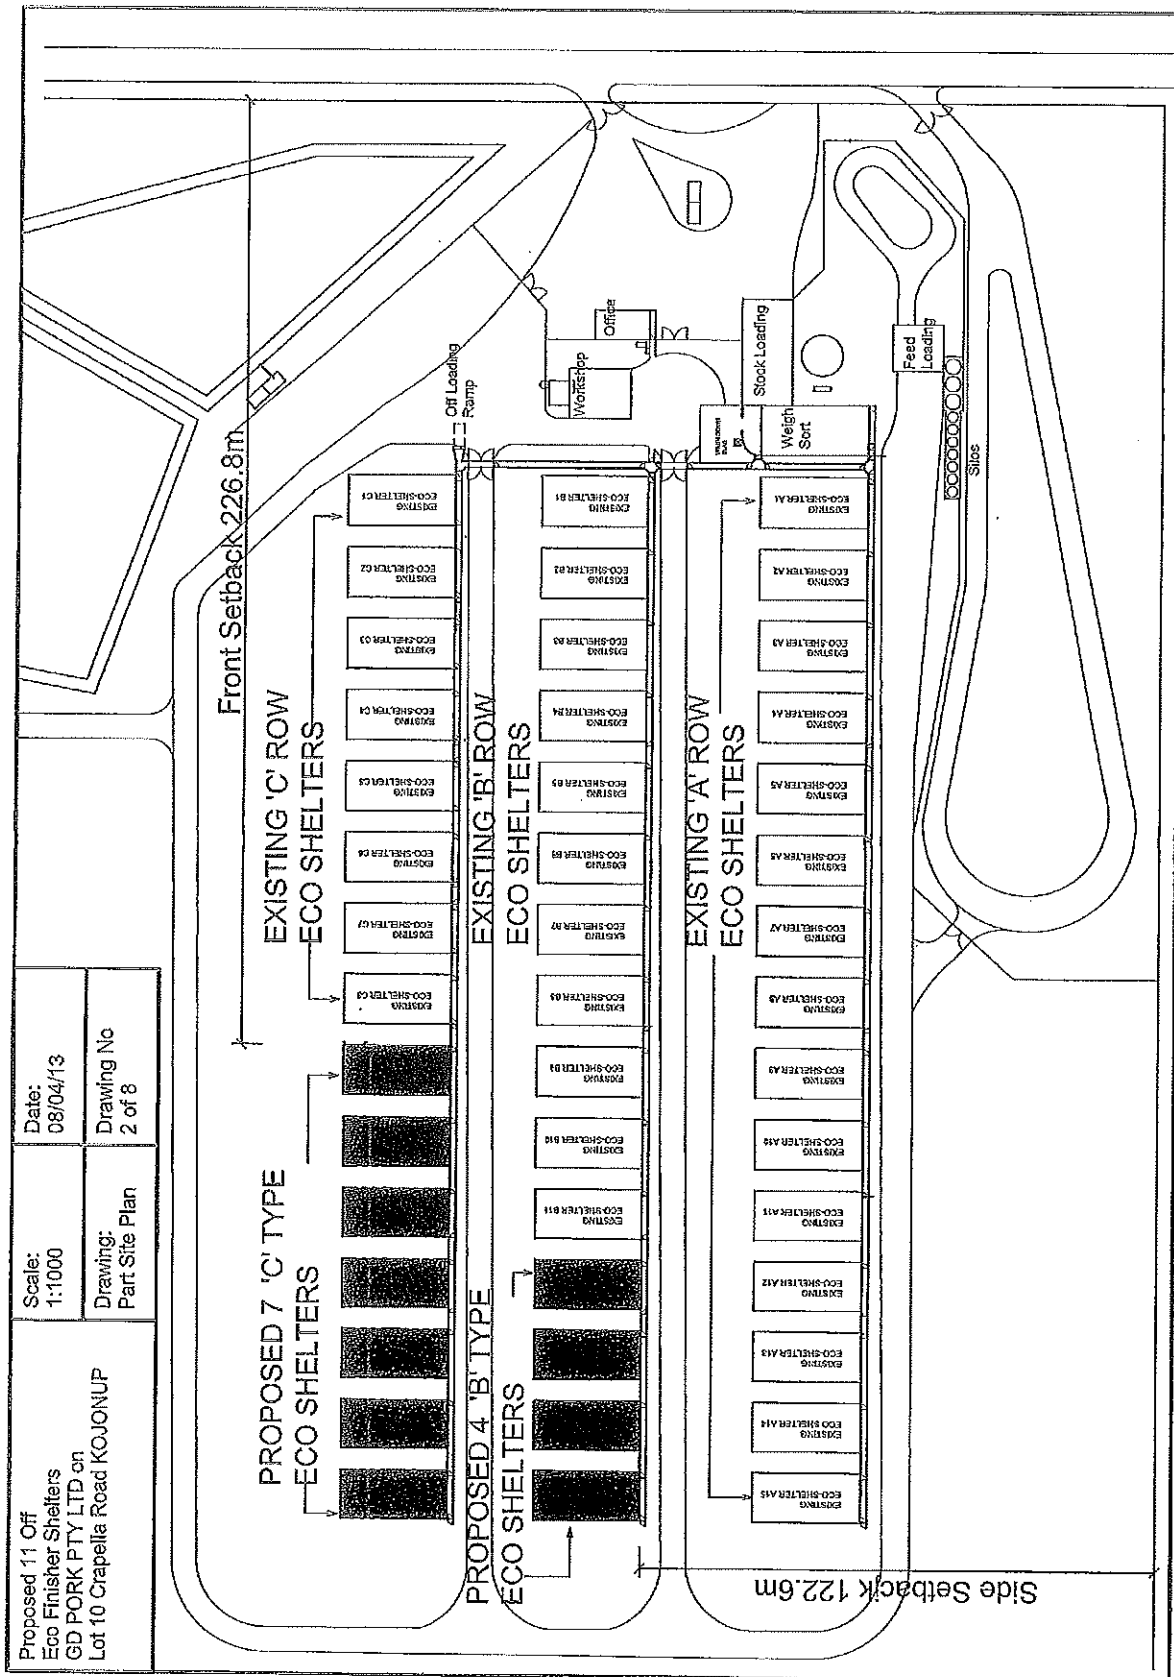 Proposed 11 Off
Eco Finisher Shelters
GD PORK PTY LTD on
Lot 10 Crapella Road KOJONUP
Scale:
1:1000
Date:
08/04/13
Drawing:
Part Site Plan
Drawing No
2 of 8
Front Setback 226.8m
PROPOSED 7 'C' TYPE
ECO SHELTERS
EXISTING 'C' ROW
ECO SHELTERS
EXISTING
ECO-SHELTER C8
EXISTING
ECO-SHELTER C7
EXISTING
ECO-SHELTER C6
EXISTING
ECO-SHELTER C5
EXISTING
ECO-SHELTER C4
EXISTING
ECO-SHELTER C3
EXISTING
ECO-SHELTER C2
EXISTING
ECO-SHELTER C1
Off Loading
Ramp
PROPOSED 4 'B' TYPE
ECO SHELTERS
EXISTING 'B' ROW
ECO SHELTERS
EXISTING
ECO-SHELTER B11
EXISTING
ECO-SHELTER B10
EXISTING
ECO-SHELTER B9
EXISTING
ECO-SHELTER B8
EXISTING
ECO-SHELTER B7
EXISTING
ECO-SHELTER B6
EXISTING
ECO-SHELTER B5
EXISTING
ECO-SHELTER B4
EXISTING
ECO-SHELTER B3
EXISTING
ECO-SHELTER B2
EXISTING
ECO-SHELTER B1
Workshop
Office
EXISTING 'A' ROW
ECO SHELTERS
EXISTING
ECO-SHELTER A15
EXISTING
ECO-SHELTER A14
EXISTING
ECO-SHELTER A13
EXISTING
ECO-SHELTER A12
EXISTING
ECO-SHELTER A11
EXISTING
ECO-SHELTER A10
EXISTING
ECO-SHELTER A9
EXISTING
ECO-SHELTER A8
EXISTING
ECO-SHELTER A7
EXISTING
ECO-SHELTER A6
EXISTING
ECO-SHELTER A5
EXISTING
ECO-SHELTER A4
EXISTING
ECO-SHELTER A3
EXISTING
ECO-SHELTER A2
EXISTING
ECO-SHELTER A1
Weigh
Sort
Stock Loading
Feed
Loading
Silos
Side Setback 122.6m